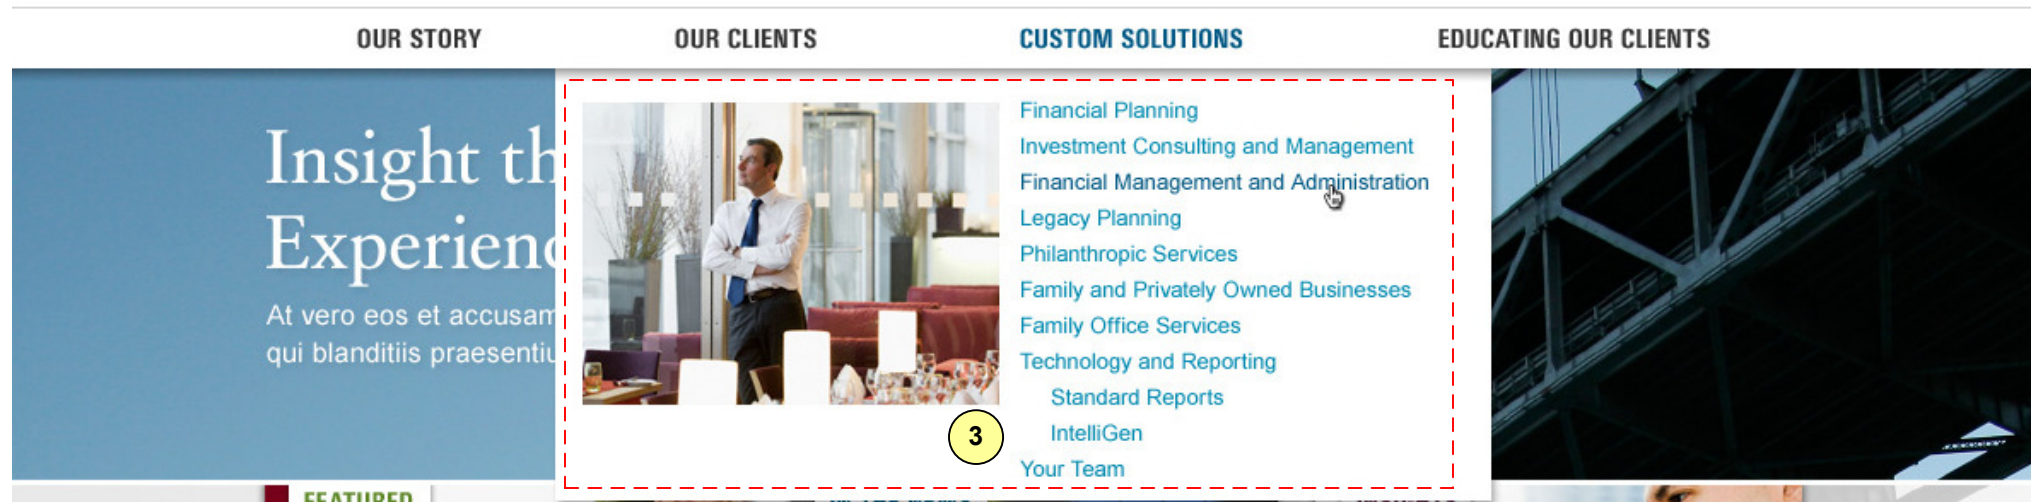 OUR STORY OUR CLIENTS CUSTOM SOLUTIONS EDUCATING OUR CLIENTS
Insight th
Experienc
At vero eos et accusam
qui blanditiis praesentiu
Financial Planning
Investment Consulting and Management
Financial Management and Administration
Legacy Planning
Philanthropic Services
Family and Privately Owned Businesses
Family Office Services
Technology and Reporting
Standard Reports
IntelliGen
Your Team
3
FEATURED